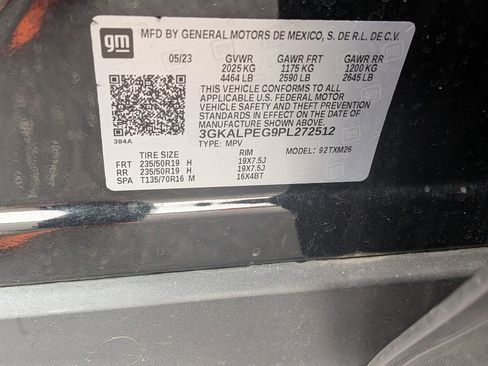 gm
MFD BY GENERAL MOTORS DE MEXICO, S. DE R.L. DE C.V.
05/23 GVWR GAWR FRT GAWR RR
2025 KG 1175 KG 1200 KG
4464 LB 2590 LB 2645 LB
THIS VEHICLE CONFORMS TO ALL
APPLICABLE U.S. FEDERAL MOTOR
VEHICLE SAFETY, BUMPER, AND THEFT
PREVENTION STANDARDS IN EFFECT ON
THE DATE OF MANUFACTURE SHOWN ABOVE.
384A
3GKALPEG9PL272512
TYPE: MPV MODEL: 92TXM26
TIRE SIZE RIM
FRT 235/50R19 H 19X7.5J
RR 235/50R19 H 19X7.5J
SPA T135/70R16 M 16X4BT